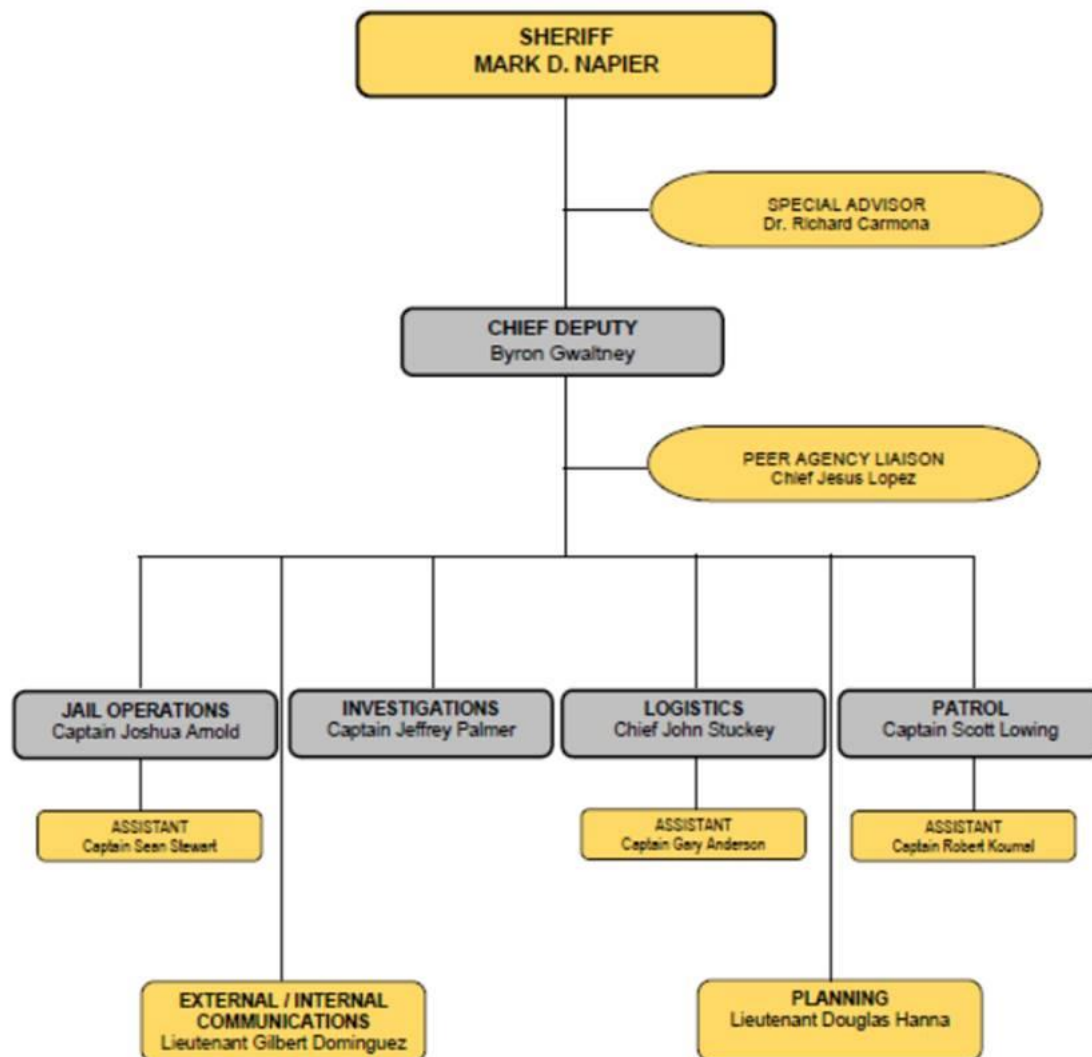 SHERIFF
MARK D. NAPIER
SPECIAL ADVISOR
Dr. Richard Carmona
CHIEF DEPUTY
Byron Gwaltney
PEER AGENCY LIAISON
Chief Jesus Lopez
JAIL OPERATIONS
Captain Joshua Arnold
INVESTIGATIONS
Captain Jeffrey Palmer
LOGISTICS
Chief John Stuckey
PATROL
Captain Scott Lowing
ASSISTANT
Captain Sean Stewart
ASSISTANT
Captain Gary Anderson
ASSISTANT
Captain Robert Koumal
EXTERNAL / INTERNAL
COMMUNICATIONS
Lieutenant Gilbert Dominguez
PLANNING
Lieutenant Douglas Hanna